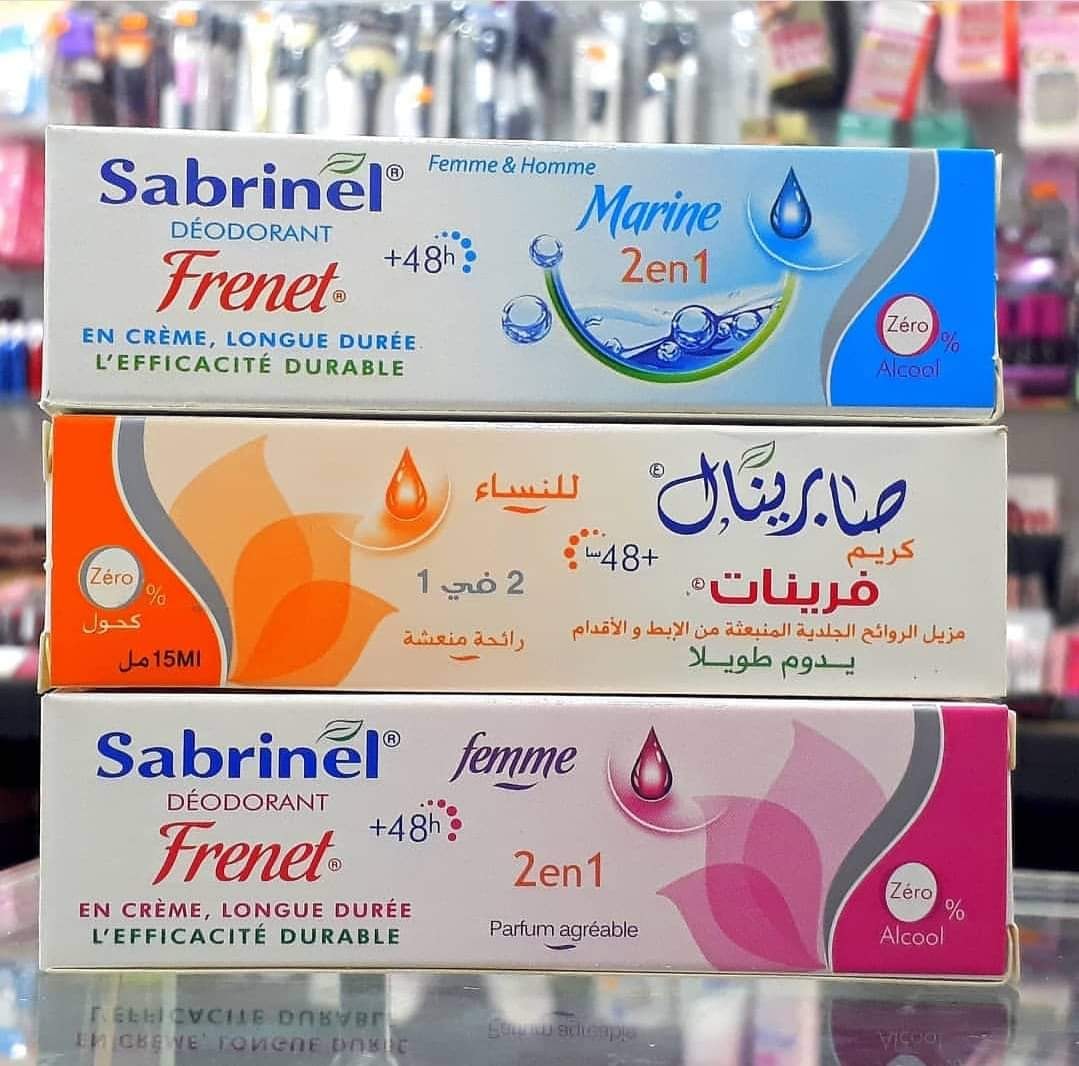 Sabrinél®
Femme & Homme
DÉODORANT
Frenet®
+48h
Marine
2en1
EN CRÈME, LONGUE DURÉE
L'EFFICACITÉ DURABLE
Zéro %
Alcool
صابرينال
للنساء
كريم
+48سا
فرينات
2 في 1
مزيل الروائح الجلدية المنبعثة من الإبط و الأقدام
رائحة منعشة
يدوم طويلا
Zéro %
كحول
15Ml مل
Sabrinél®
femme
DÉODORANT
Frenet®
+48h
2en1
EN CRÈME, LONGUE DURÉE
L'EFFICACITÉ DURABLE
Parfum agréable
Zéro %
Alcool